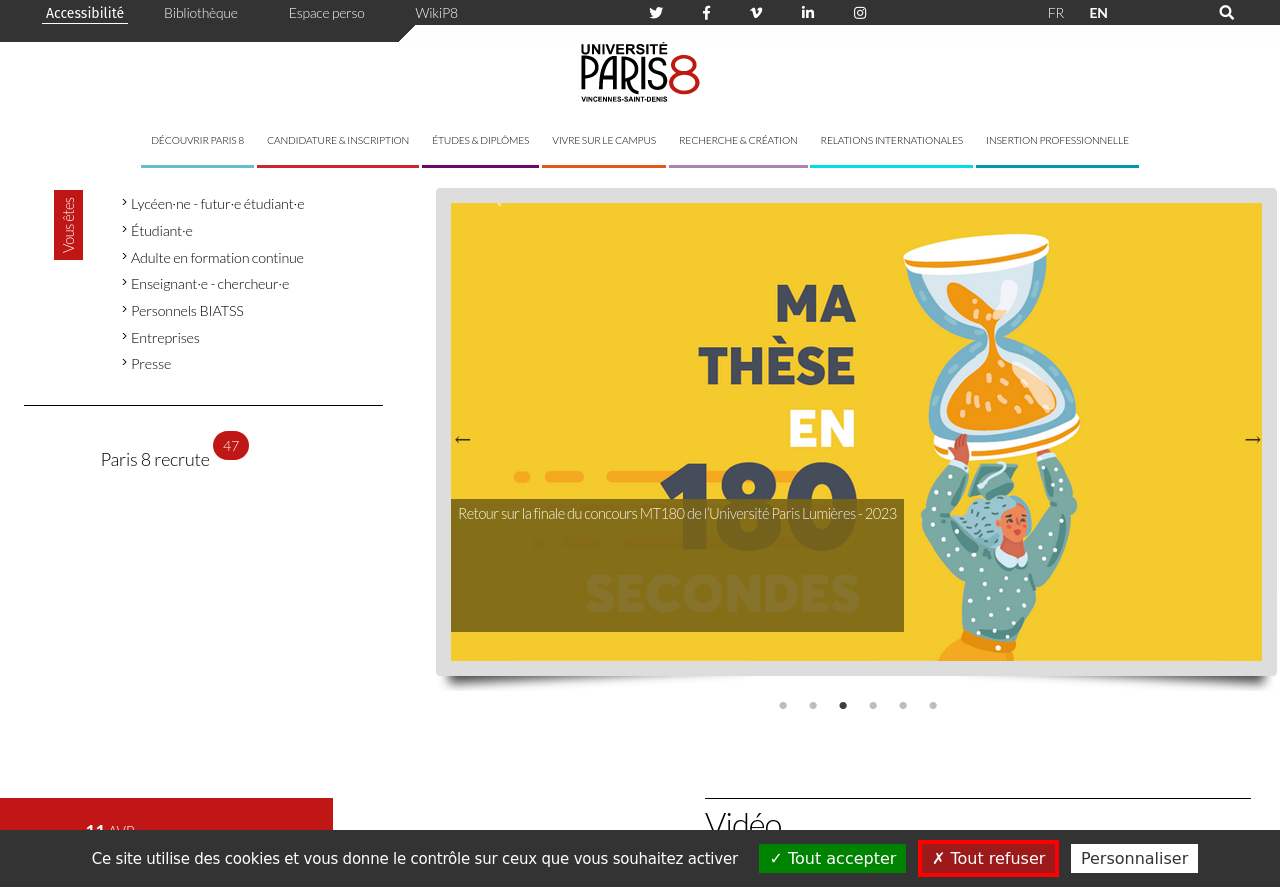 Accessibilité Bibliothèque Espace perso WikiP8 FR EN
UNIVERSITÉ
PARIS8
VINCENNES-SAINT-DENIS
DÉCOUVRIR PARIS 8 CANDIDATURE & INSCRIPTION ÉTUDES & DIPLÔMES VIVRE SUR LE CAMPUS RECHERCHE & CRÉATION RELATIONS INTERNATIONALES INSERTION PROFESSIONNELLE
Vous êtes
Lycéen·ne - futur·e étudiant·e
Étudiant·e
Adulte en formation continue
Enseignant·e - chercheur·e
Personnels BIATSS
Entreprises
Presse
Paris 8 recrute 47
MA
THÈSE
EN
180
SECONDES
Retour sur la finale du concours MT180 de l'Université Paris Lumières - 2023
11 AVR
Vidéo
Ce site utilise des cookies et vous donne le contrôle sur ceux que vous souhaitez activer ✓ Tout accepter ✗ Tout refuser Personnaliser